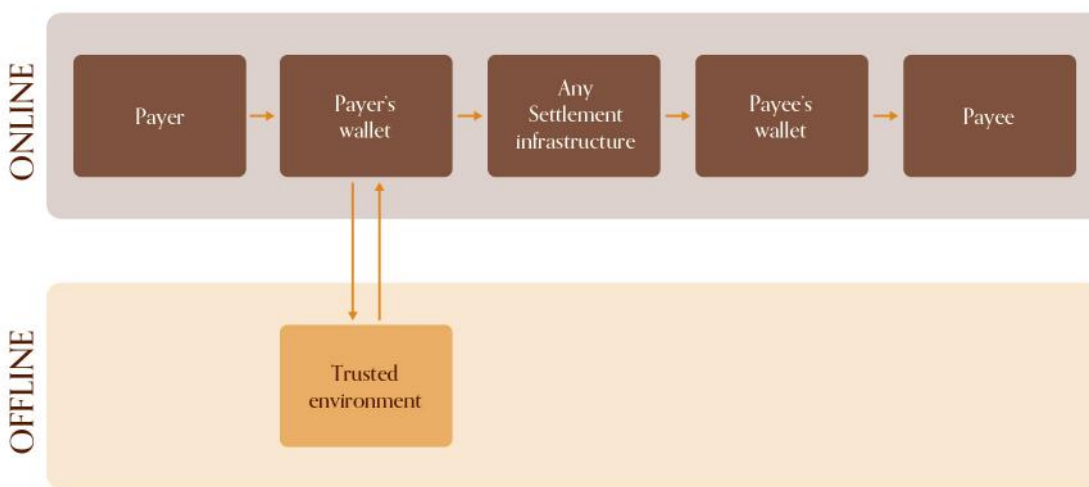 ONLINE
Payer
Payer's
wallet
Any
Settlement
infrastructure
Payee's
wallet
Payee
OFFLINE
Trusted
environment